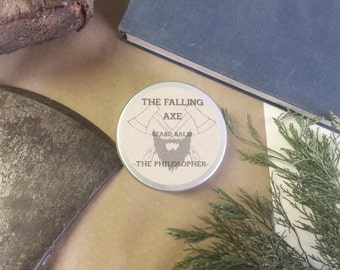 THE FALLING
AXE
BEARD BALM
-THE PHILOSOPHER-